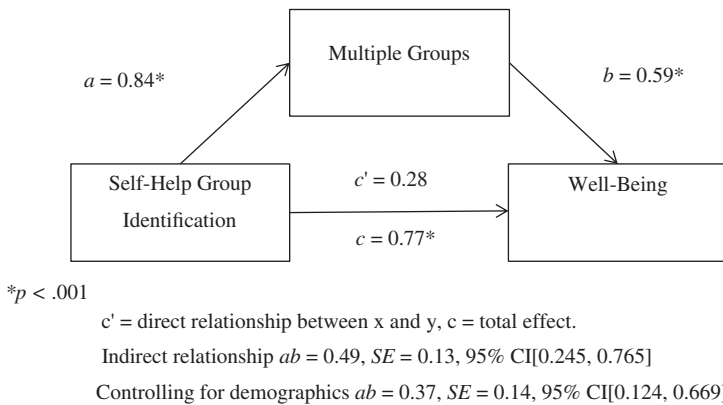 Multiple Groups
a = 0.84*
b = 0.59*
Self-Help Group
Identification
c' = 0.28
c = 0.77*
Well-Being
*p < .001
c' = direct relationship between x and y, c = total effect.
Indirect relationship ab = 0.49, SE = 0.13, 95% CI[0.245, 0.765]
Controlling for demographics ab = 0.37, SE = 0.14, 95% CI[0.124, 0.669]